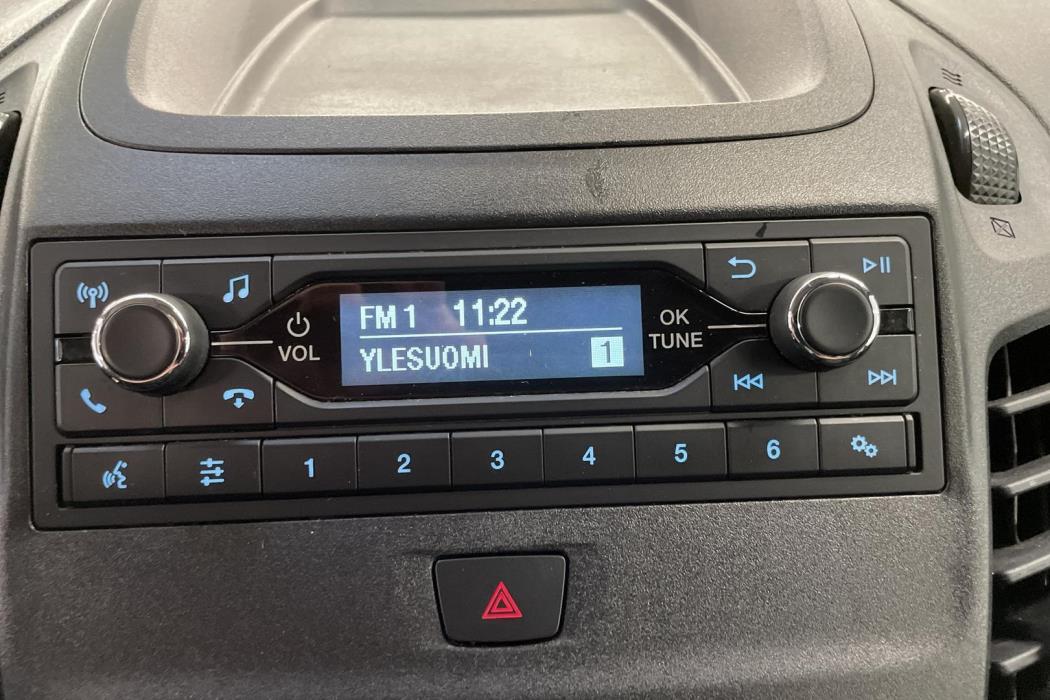 FM 1 11:22
YLESUOMI 1
VOL
OK
TUNE
1 2 3 4 5 6